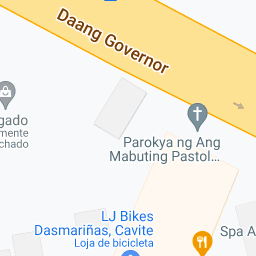 Daang Governor
gado
mente
chado
Parokya ng Ang
Mabuting Pastol...
LJ Bikes
Dasmariñas, Cavite
Loja de bicicleta
Spa A